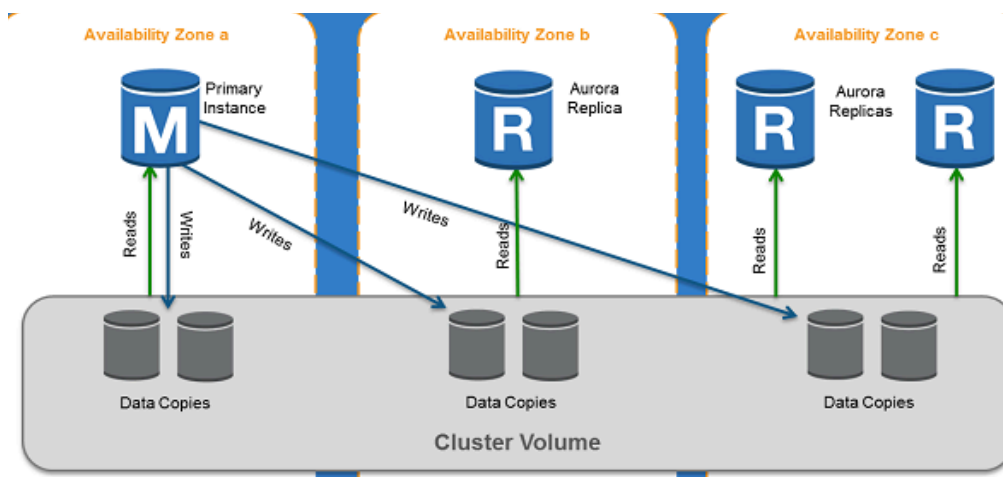 Availability Zone a
Availability Zone b
Availability Zone c
Primary
Instance
M
Aurora
Replica
R
Aurora
Replicas
R
R
Reads
Writes
Writes
Writes
Reads
Reads
Reads
Data Copies
Data Copies
Data Copies
Cluster Volume